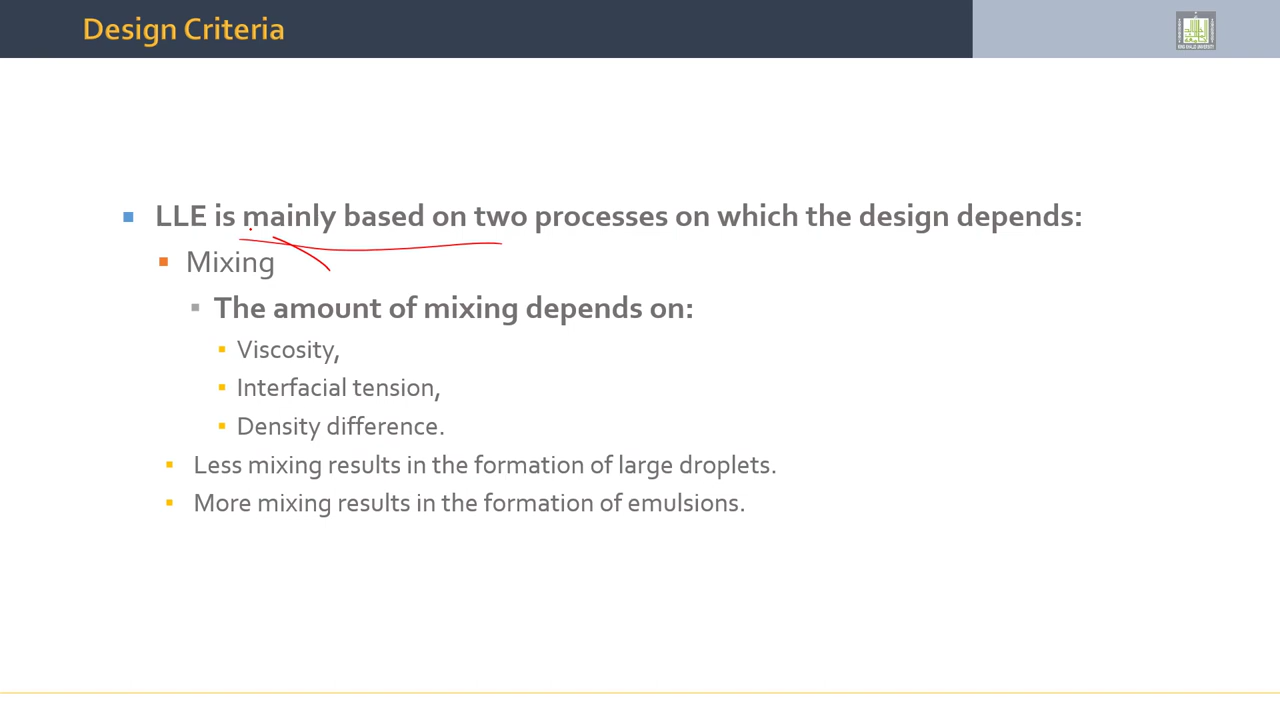 Design Criteria
LLE is mainly based on two processes on which the design depends:
Mixing
The amount of mixing depends on:
Viscosity,
Interfacial tension,
Density difference.
Less mixing results in the formation of large droplets.
More mixing results in the formation of emulsions.